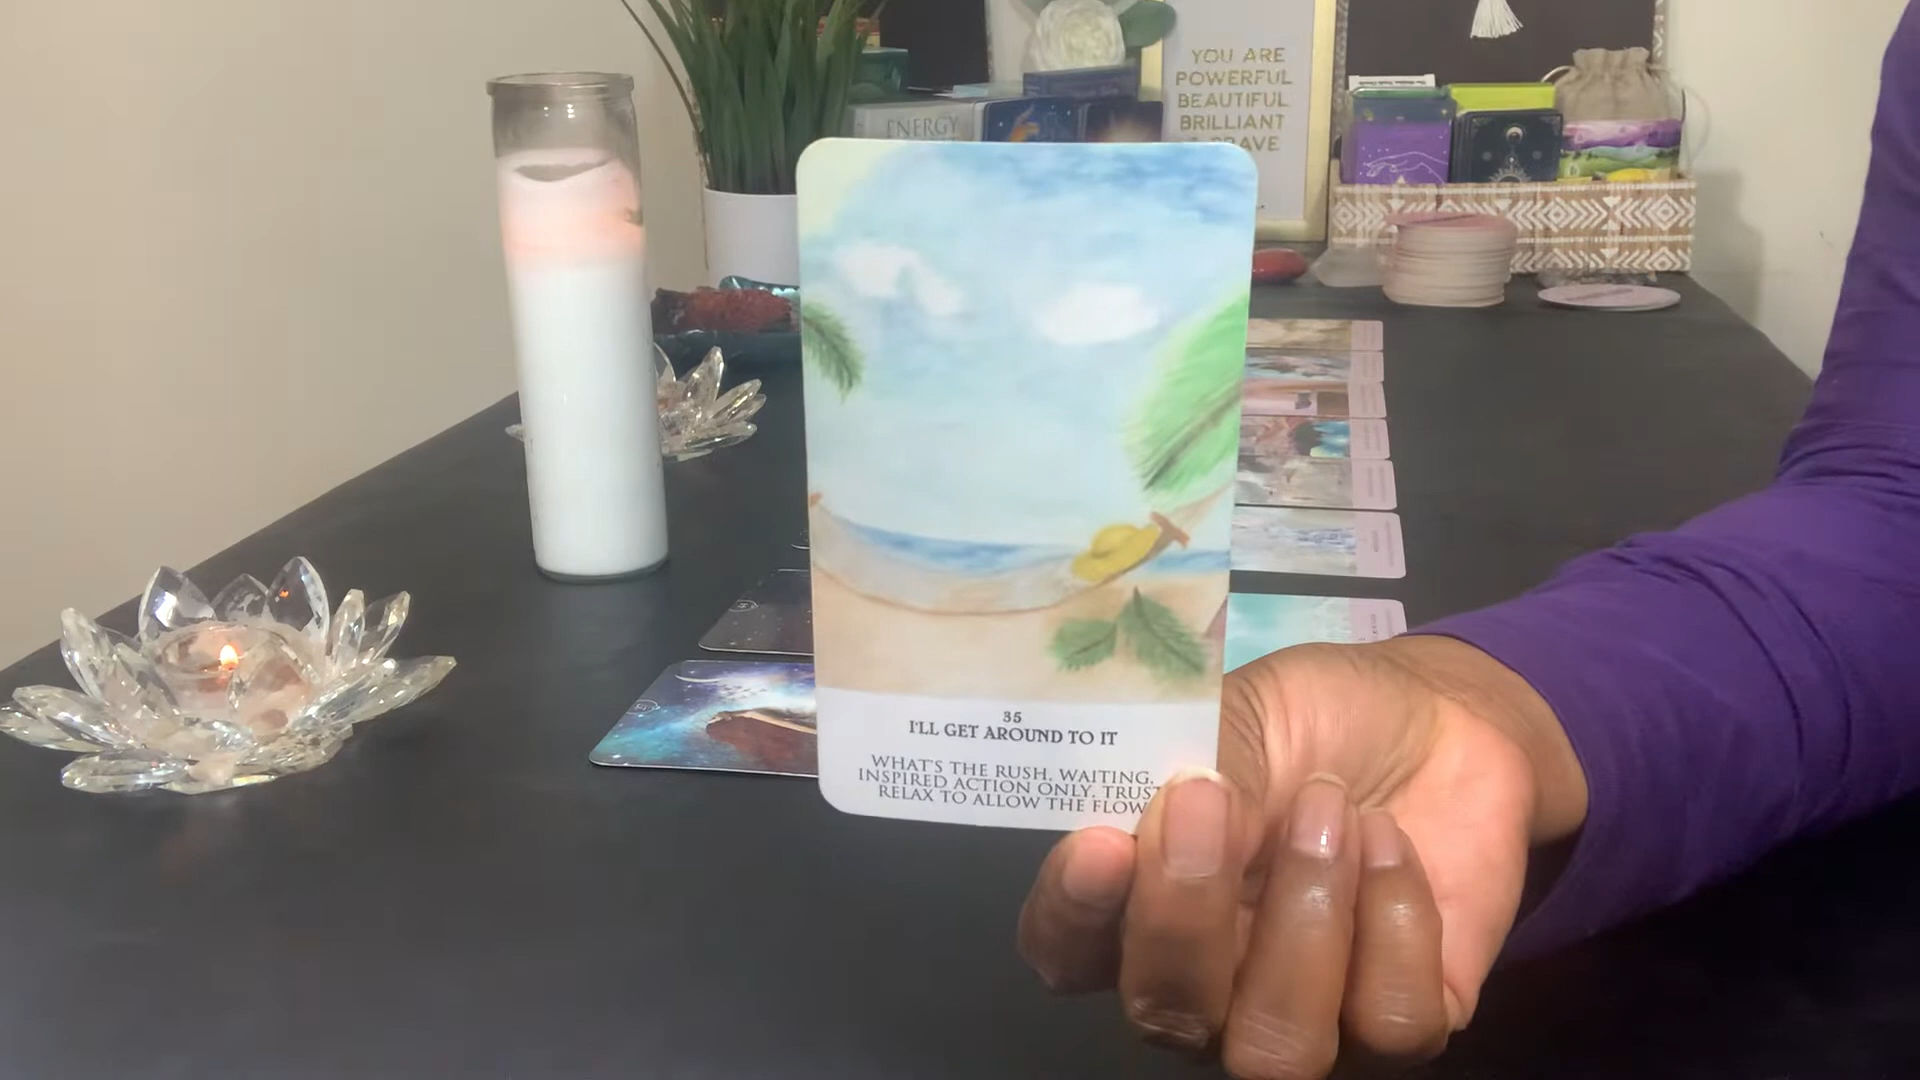 YOU ARE
POWERFUL
BEAUTIFUL
BRILLIANT
ENERGY
35
I'LL GET AROUND TO IT
WHAT'S THE RUSH, WAITING,
INSPIRED ACTION ONLY, TRUST
RELAX TO ALLOW THE FLOW